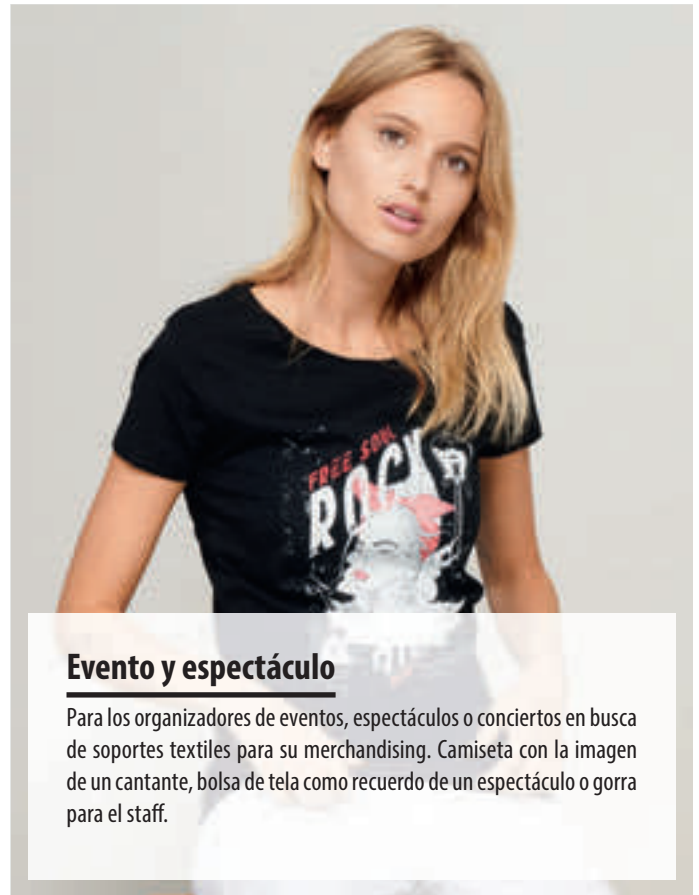 FREE SOUL
ROCK
Evento y espectáculo
Para los organizadores de eventos, espectáculos o conciertos en busca
de soportes textiles para su merchandising. Camiseta con la imagen
de un cantante, bolsa de tela como recuerdo de un espectáculo o gorra
para el staff.